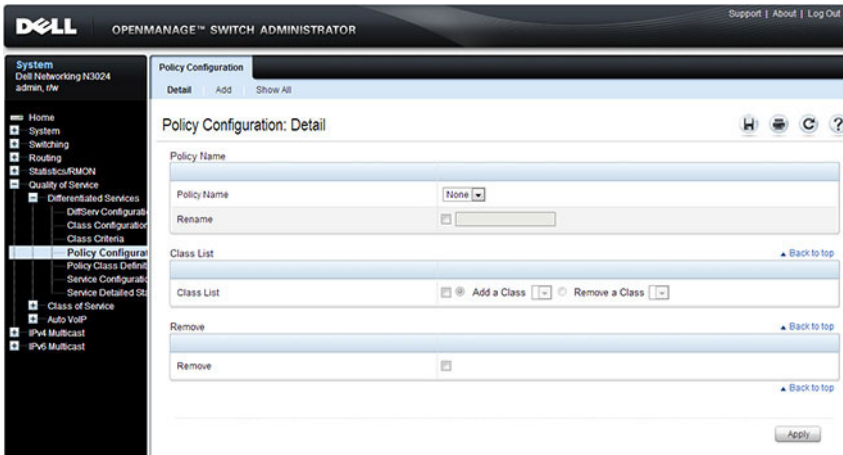 Support | About | Log Out
DELL OPENMANAGE™ SWITCH ADMINISTRATOR
System
Dell Networking N3024
admin, r/w
Home
System
Switching
Routing
Statistics/RMON
Quality of Service
Differentiated Services
DiffServ Configurati
Class Configuration
Class Criteria
Policy Configurat
Policy Class Definit
Service Configuratio
Service Detailed Sta
Class of Service
Auto VoIP
IPv4 Multicast
IPv6 Multicast
Policy Configuration
Detail Add Show All
Policy Configuration: Detail
Policy Name
Policy Name None
Rename
Class List Back to top
Class List Add a Class Remove a Class
Remove Back to top
Remove
Back to top
Apply